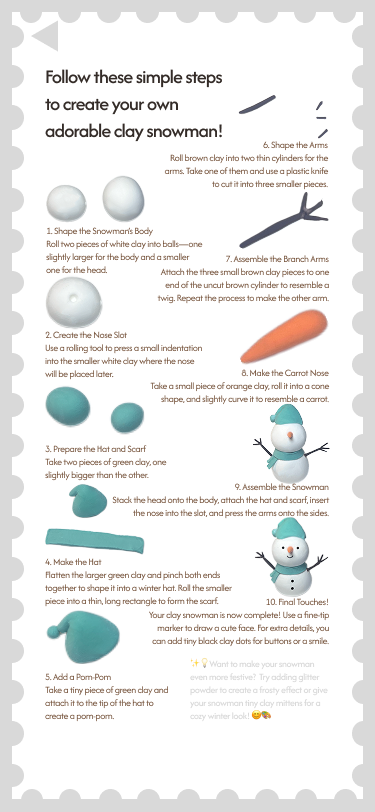 Follow these simple steps
to create your own
adorable clay snowman!
1. Shape the Snowman's Body
Roll two pieces of white clay into balls—one
slightly larger for the body and a smaller
one for the head.
2. Create the Nose Slot
Use a rolling tool to press a small indentation
into the smaller white clay where the nose
will be placed later.
3. Prepare the Hat and Scarf
Take two pieces of green clay, one
slightly bigger than the other.
4. Make the Hat
Flatten the larger green clay and pinch both ends
together to shape it into a winter hat. Roll the smaller
piece into a thin, long rectangle to form the scarf.
5. Add a Pom-Pom
Take a tiny piece of green clay and
attach it to the tip of the hat to
create a pom-pom.
6. Shape the Arms
Roll brown clay into two thin cylinders for the
arms. Take one of them and use a plastic knife
to cut it into three smaller pieces.
7. Assemble the Branch Arms
Attach the three small brown clay pieces to one
end of the uncut brown cylinder to resemble a
twig. Repeat the process to make the other arm.
8. Make the Carrot Nose
Take a small piece of orange clay, roll it into a cone
shape, and slightly curve it to resemble a carrot.
9. Assemble the Snowman
Stack the head onto the body, attach the hat and scarf, insert
the nose into the slot, and press the arms onto the sides.
10. Final Touches!
Your clay snowman is now complete! Use a fine-tip
marker to draw a cute face. For extra details, you
can add tiny black clay dots for buttons or a smile.
✨💡Want to make your snowman
even more festive? Try adding glitter
powder to create a frosty effect or give
your snowman tiny clay mittens for a
cozy winter look! 😊🎨